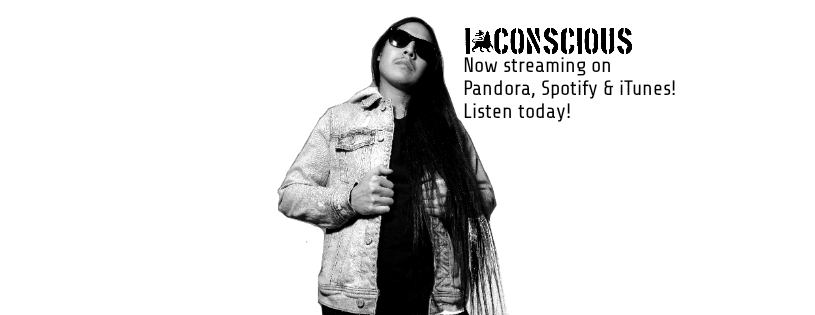 I CONSCIOUS
Now streaming on
Pandora, Spotify & iTunes!
Listen today!